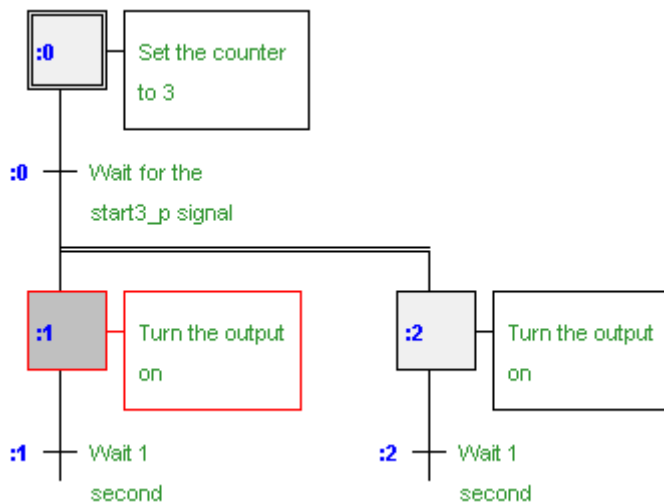 :0
Set the counter
to 3
:0
Wait for the
start3_p signal
:1
Turn the output
on
:2
Turn the output
on
:1
Wait 1
second
:2
Wait 1
second